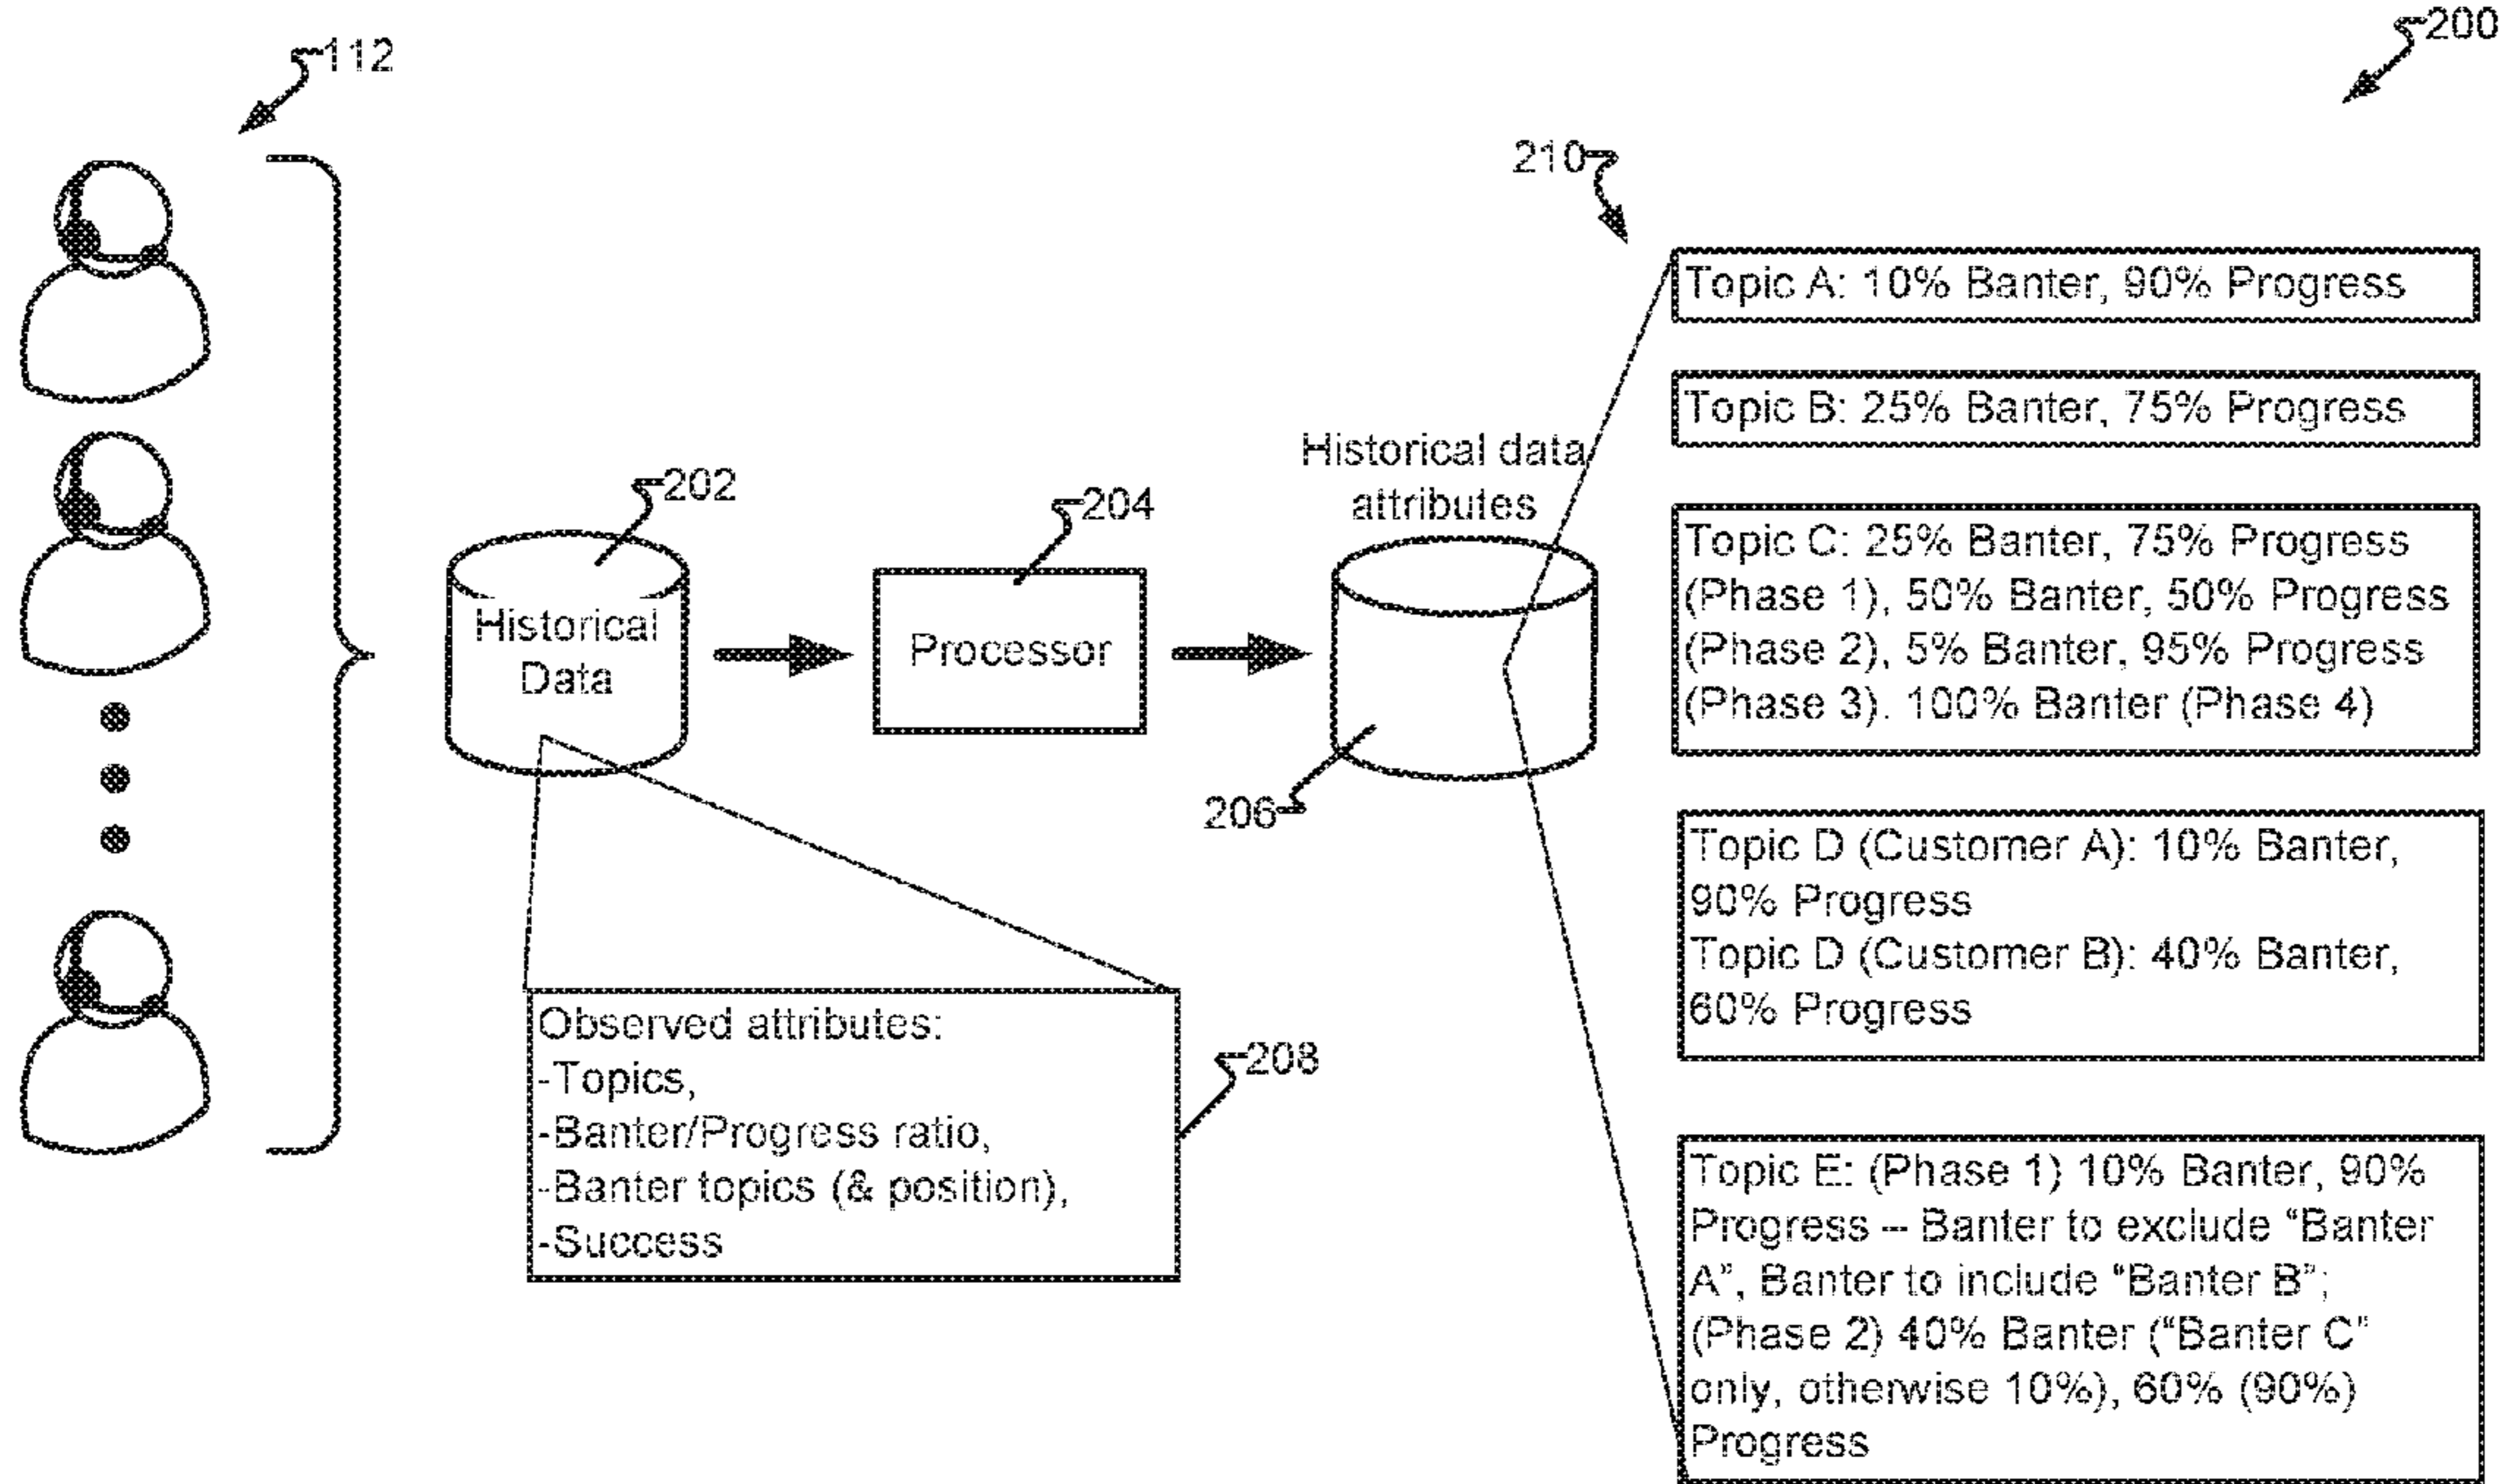 112
200
210
Topic A: 10% Banter, 90% Progress
Topic B: 25% Banter, 75% Progress
Historical data
attributes
202
204
Topic C: 25% Banter, 75% Progress
(Phase 1), 50% Banter, 50% Progress
(Phase 2), 5% Banter, 95% Progress
(Phase 3). 100% Banter (Phase 4)
Historical
Data
Processor
206
Topic D (Customer A): 10% Banter,
90% Progress
Topic D (Customer B): 40% Banter,
60% Progress
Observed attributes:
-Topics,
-Banter/Progress ratio,
-Banter topics (& position),
-Success
208
Topic E: (Phase 1) 10% Banter, 90%
Progress -- Banter to exclude “Banter
A”, Banter to include “Banter B”;
(Phase 2) 40% Banter (“Banter C”
only, otherwise 10%), 60% (90%)
Progress